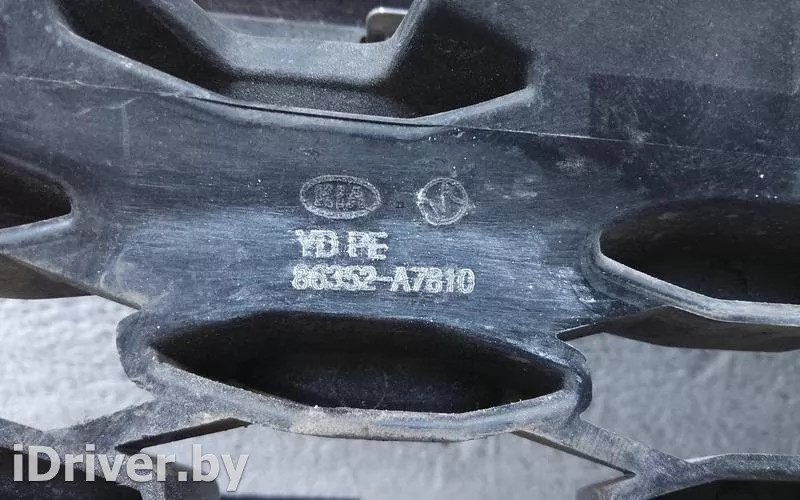 KIA
YD PE
86352-A7810
iDriver.by